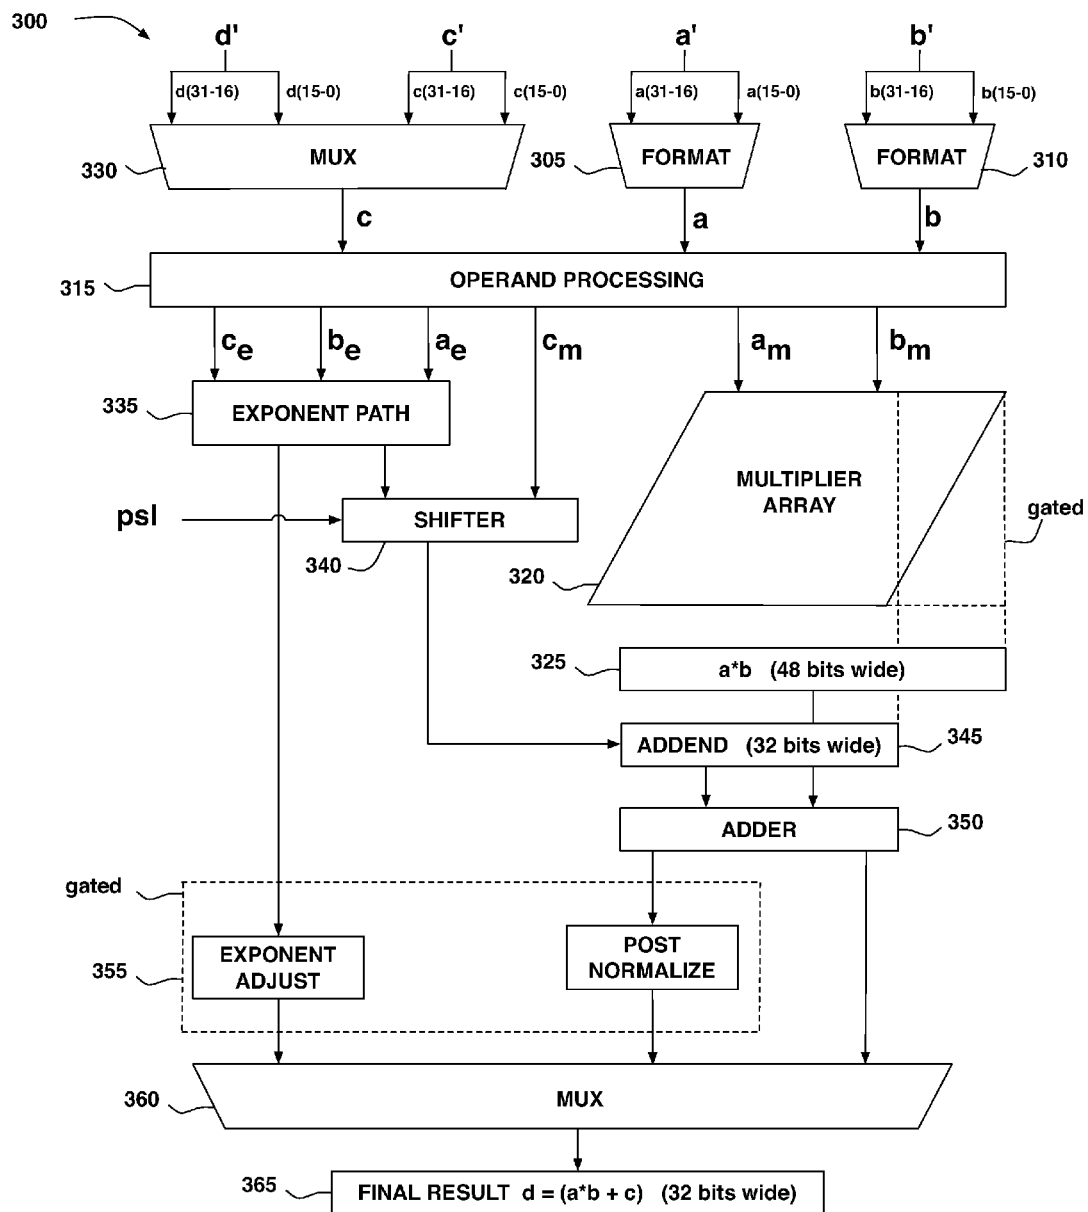 300
d' c' a' b'
d(31-16) d(15-0) c(31-16) c(15-0) a(31-16) a(15-0) b(31-16) b(15-0)
330 MUX 305 FORMAT FORMAT 310
c a b
315 OPERAND PROCESSING
ce be ae cm am bm
335 EXPONENT PATH
MULTIPLIER
ARRAY
gated
psl SHIFTER
340 320
325 a*b (48 bits wide)
ADDEND (32 bits wide) 345
ADDER 350
gated
355 EXPONENT
ADJUST
POST
NORMALIZE
360 MUX
365 FINAL RESULT d = (a*b + c) (32 bits wide)